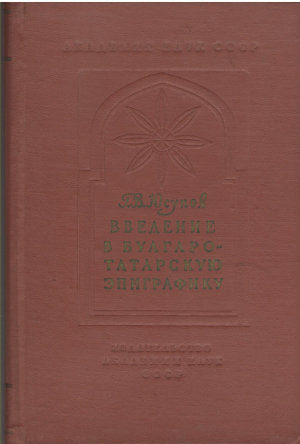 АКАДЕМИЯ НАУК СССР
Г.В.Юсупов
ВВЕДЕНИЕ
В БУЛГАРО-
ТАТАРСКУЮ
ЭПИГРАФИКУ
ИЗДАТЕЛЬСТВО
АКАДЕМИИ НАУК
СССР